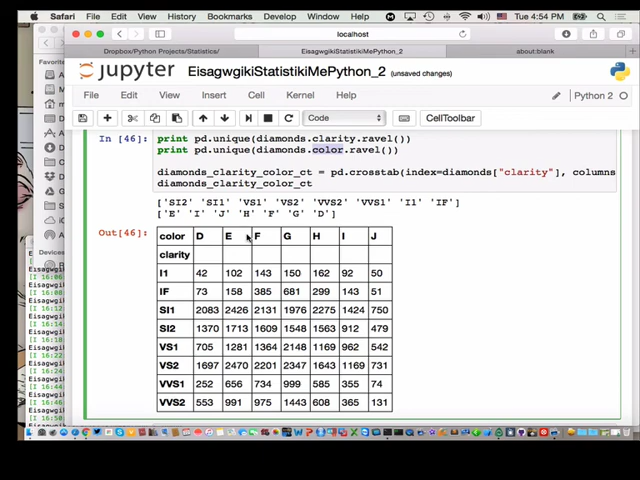 Safari File Edit View History Bookmarks Develop Window Help Tue 4:54 PM
localhost
Dropbox/Python Projects/Statistics/ EisagwgikiStatistikiMePython_2 about:blank
jupyter EisagwgikiStatistikiMePython_2 (unsaved changes)
File Edit View Insert Cell Kernel Help Python 2
Code CellToolbar
Favorites
In [46]: print pd.unique(diamonds.clarity.ravel())
print pd.unique(diamonds.color.ravel())
diamonds_clarity_color_ct = pd.crosstab(index=diamonds["clarity"], columns
diamonds_clarity_color_ct
['SI2' 'SI1' 'VS1' 'VS2' 'VVS2' 'VVS1' 'I1' 'IF']
['E' 'I' 'J' 'H' 'F' 'G' 'D']
Out[46]: color D E F G H I J
clarity
I1 42 102 143 150 162 92 50
IF 73 158 385 681 299 143 51
SI1 2083 2426 2131 1976 2275 1424 750
SI2 1370 1713 1609 1548 1563 912 479
VS1 705 1281 1364 2148 1169 962 542
VS2 1697 2470 2201 2347 1643 1169 731
VVS1 252 656 734 999 585 355 74
VVS2 553 991 975 1443 608 365 131